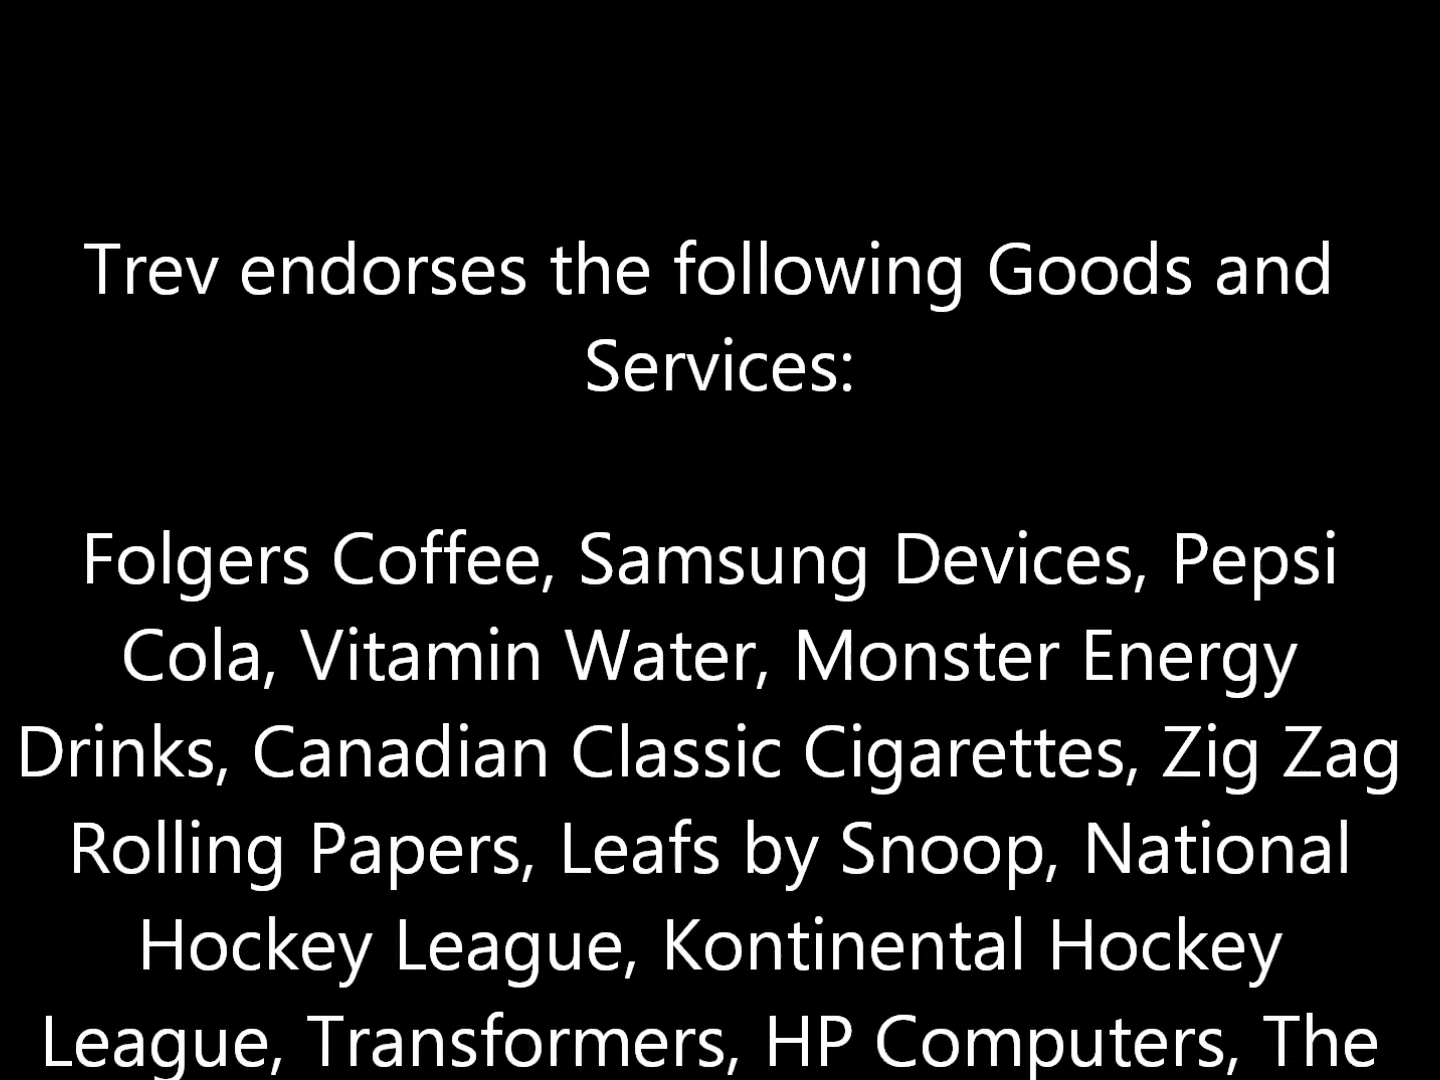 Trev endorses the following Goods and
Services:
Folgers Coffee, Samsung Devices, Pepsi
Cola, Vitamin Water, Monster Energy
Drinks, Canadian Classic Cigarettes, Zig Zag
Rolling Papers, Leafs by Snoop, National
Hockey League, Kontinental Hockey
League, Transformers, HP Computers, The